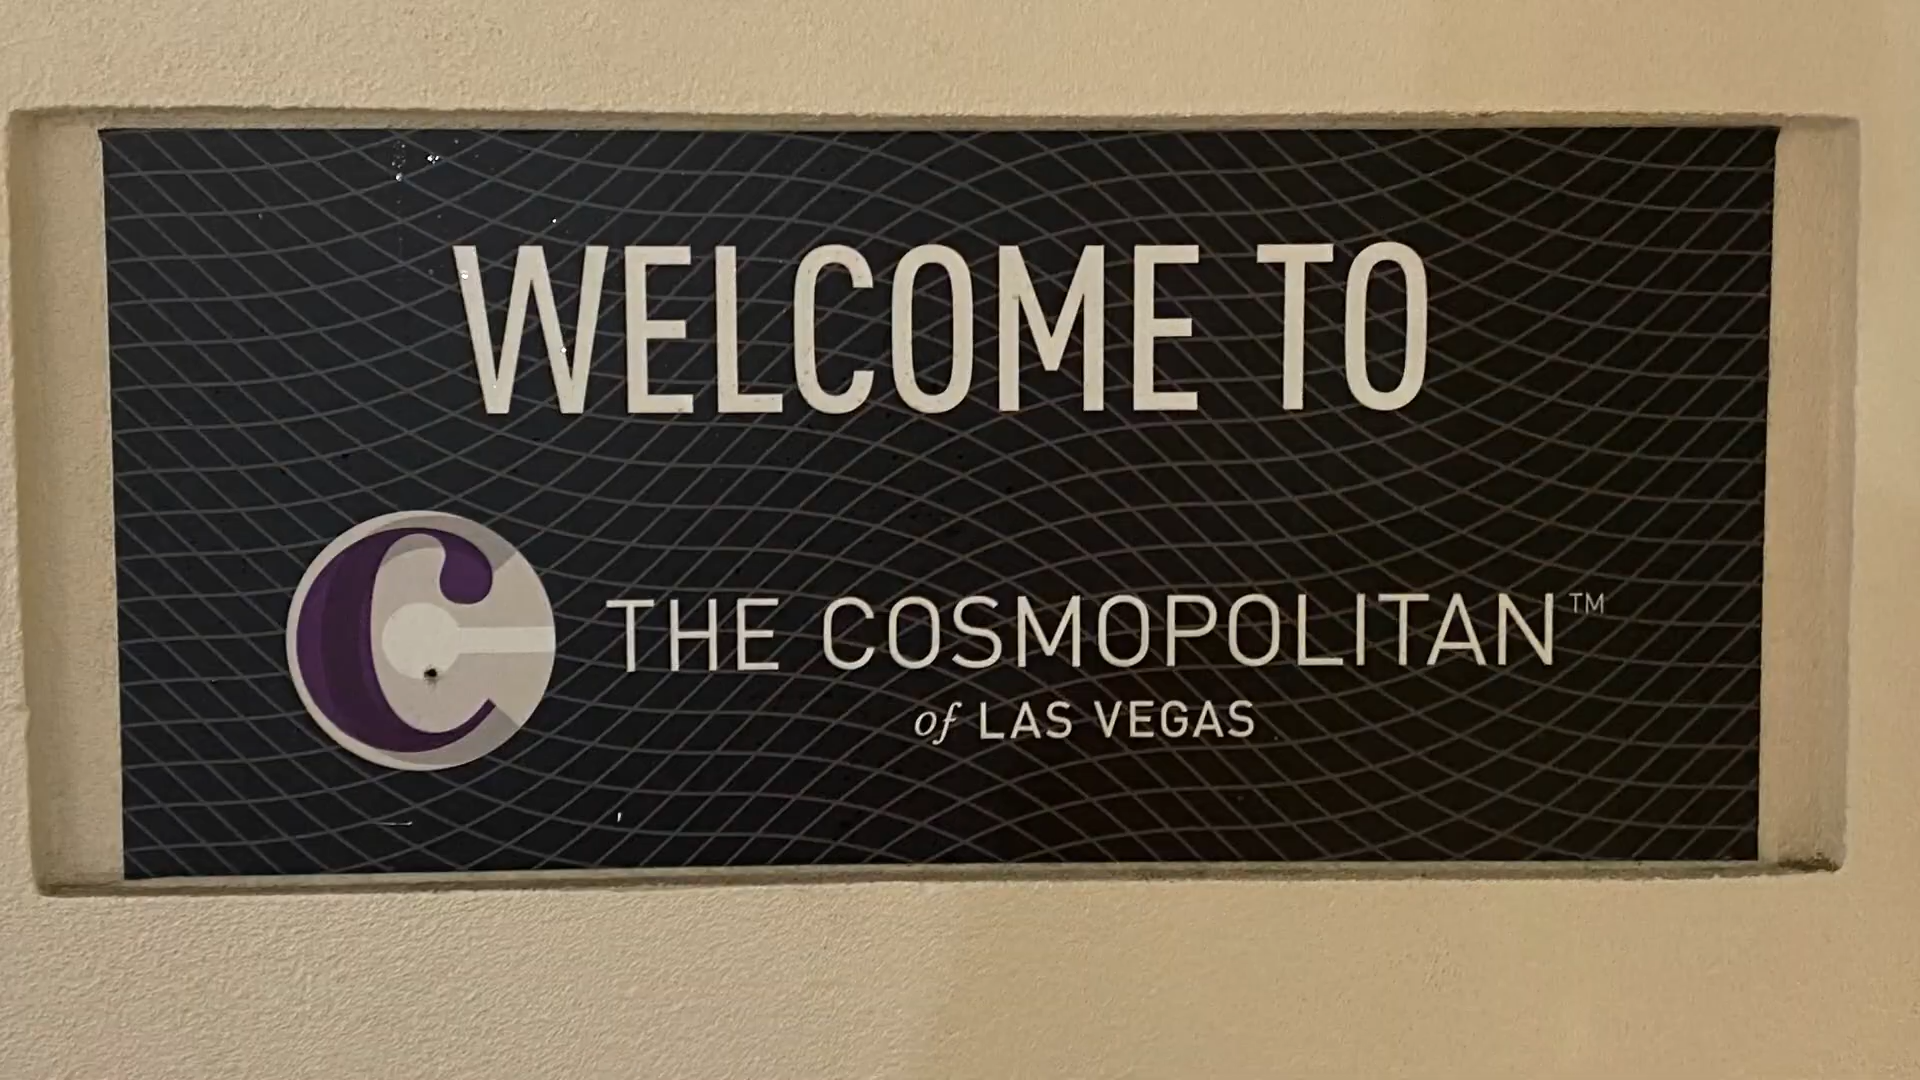 WELCOME TO
C THE COSMOPOLITAN™
of LAS VEGAS